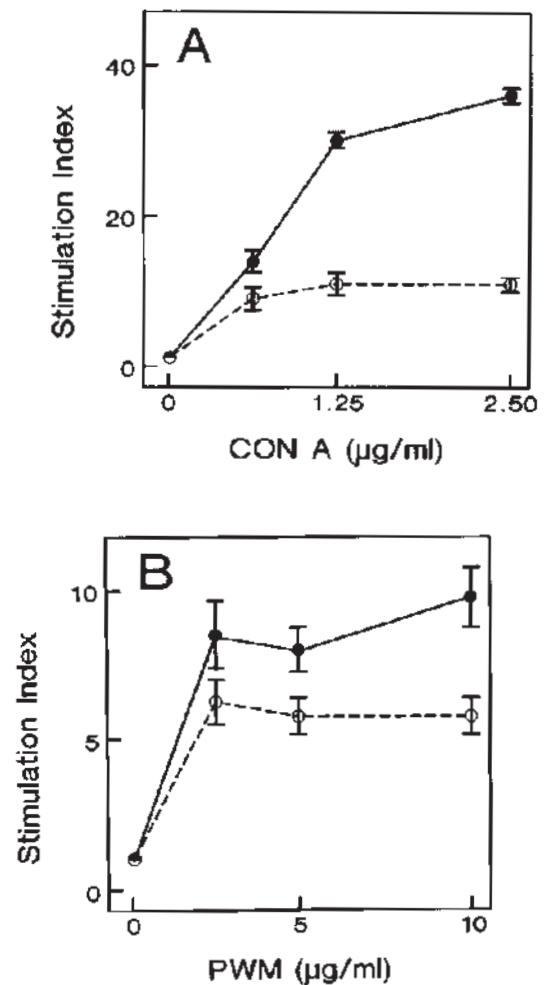 A
40
20
0
Stimulation Index
0 1.25 2.50
CON A (µg/ml)
B
10
5
0
Stimulation Index
0 5 10
PWM (µg/ml)